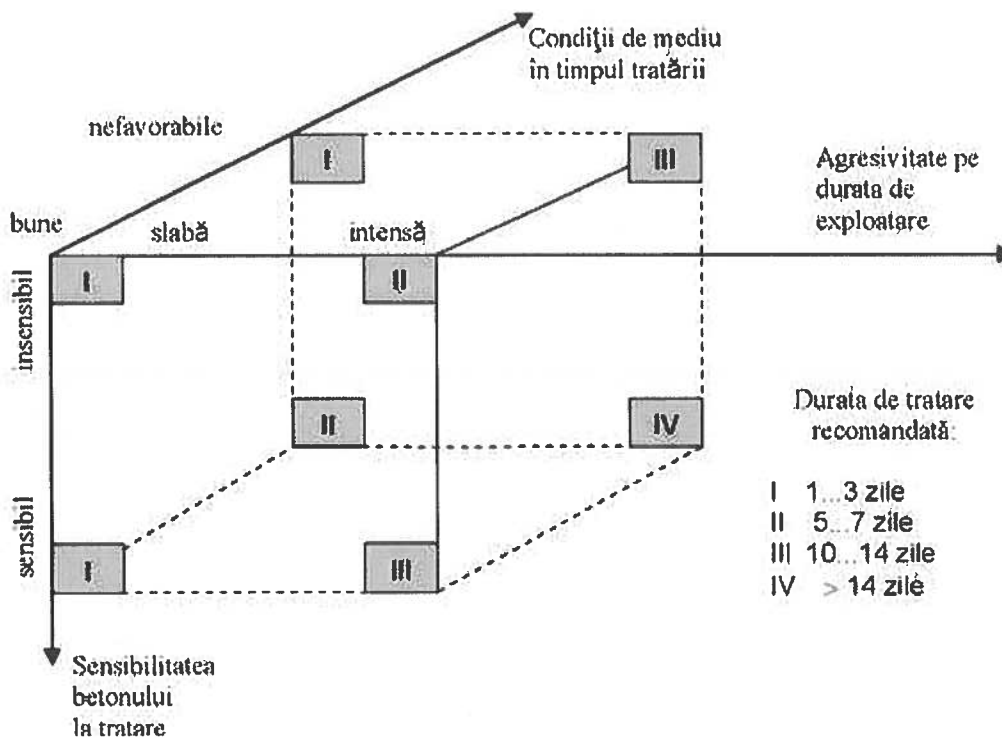 Condiţii de mediu
în timpul tratării
nefavorabile
I
III
Agresivitate pe
durata de
exploatare
bune
slabă
intensă
I
II
insensibil
II
IV
Durata de tratare
recomandată:
I 1...3 zile
II 5...7 zile
III 10...14 zile
IV > 14 zile
sensibil
I
III
Sensibilitatea
betonului
la tratare